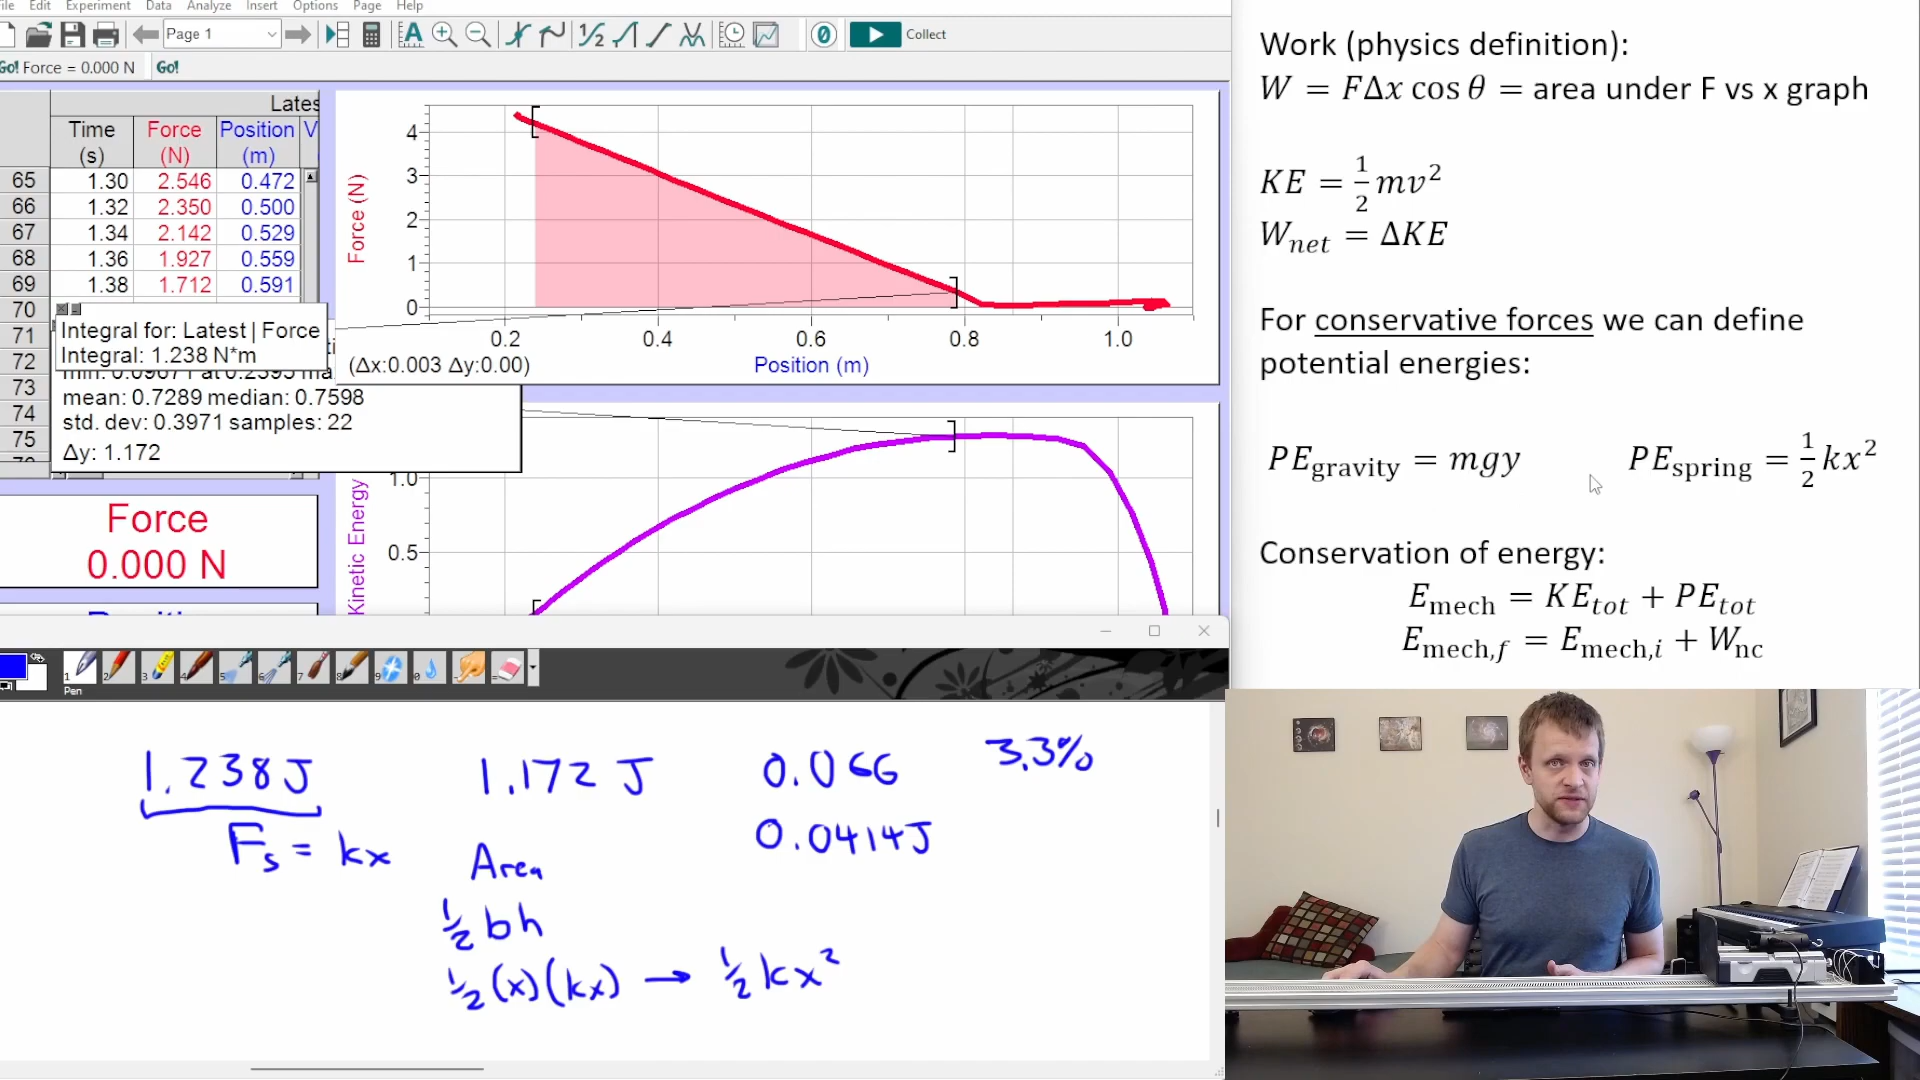 File Edit Experiment Data Analyze Insert Options Page Help
Page 1
Collect
Go! Force = 0.000 N Go!
Lates
Time Force Position V
(s) (N) (m)
65 1.30 2.546 0.472
66 1.32 2.350 0.500
67 1.34 2.142 0.529
68 1.36 1.927 0.559
69 1.38 1.712 0.591
70
71
72
73
74
75
Integral for: Latest | Force
Integral: 1.238 N*m
mean: 0.7289 median: 0.7598
std. dev: 0.3971 samples: 22
Δy: 1.172
Force
0.000 N
Force (N)
4
3
2
1
0
0.2 0.4 0.6 0.8 1.0
(Δx:0.003 Δy:0.00)
Position (m)
Kinetic Energy
1.0
0.5
Pen
1.238 J 1.172 J 0.066 3.3%
Fs = kx
0.0414 J
Area
½ bh
½ (x)(kx) → ½ kx²
Work (physics definition):
W = FΔx cos θ = area under F vs x graph
KE = 1/2 mv²
W_net = ΔKE
For conservative forces we can define
potential energies:
PE_gravity = mgy PE_spring = 1/2 kx²
Conservation of energy:
E_mech = KE_tot + PE_tot
E_mech,f = E_mech,i + W_nc